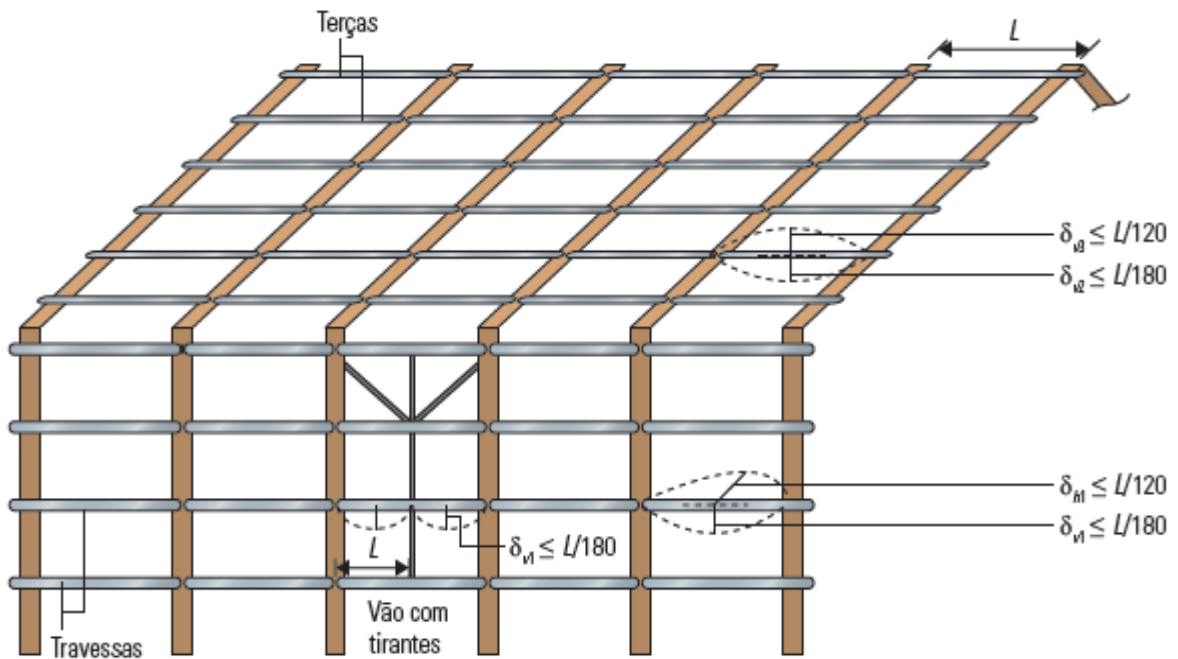 Terças
L
δv3 ≤ L/120
δv2 ≤ L/180
δh1 ≤ L/120
δv1 ≤ L/180
δv1 ≤ L/180
L
Vão com
tirantes
Travessas